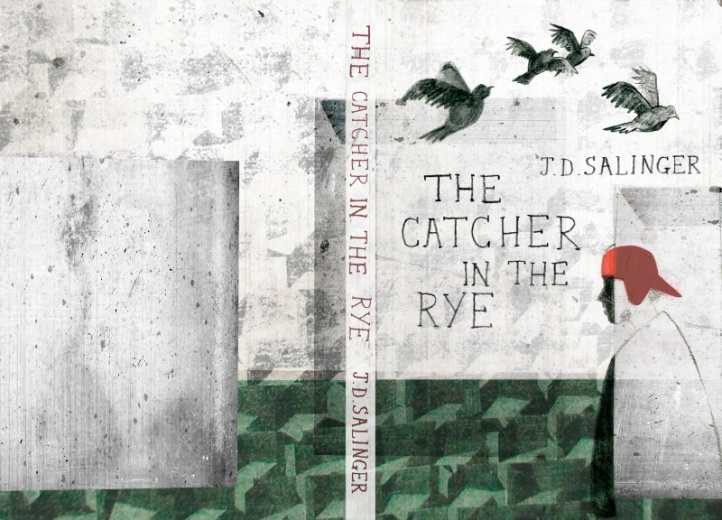 THE CATCHER IN THE RYE J.D.SALINGER
J.D.SALINGER
THE
CATCHER
IN THE
RYE